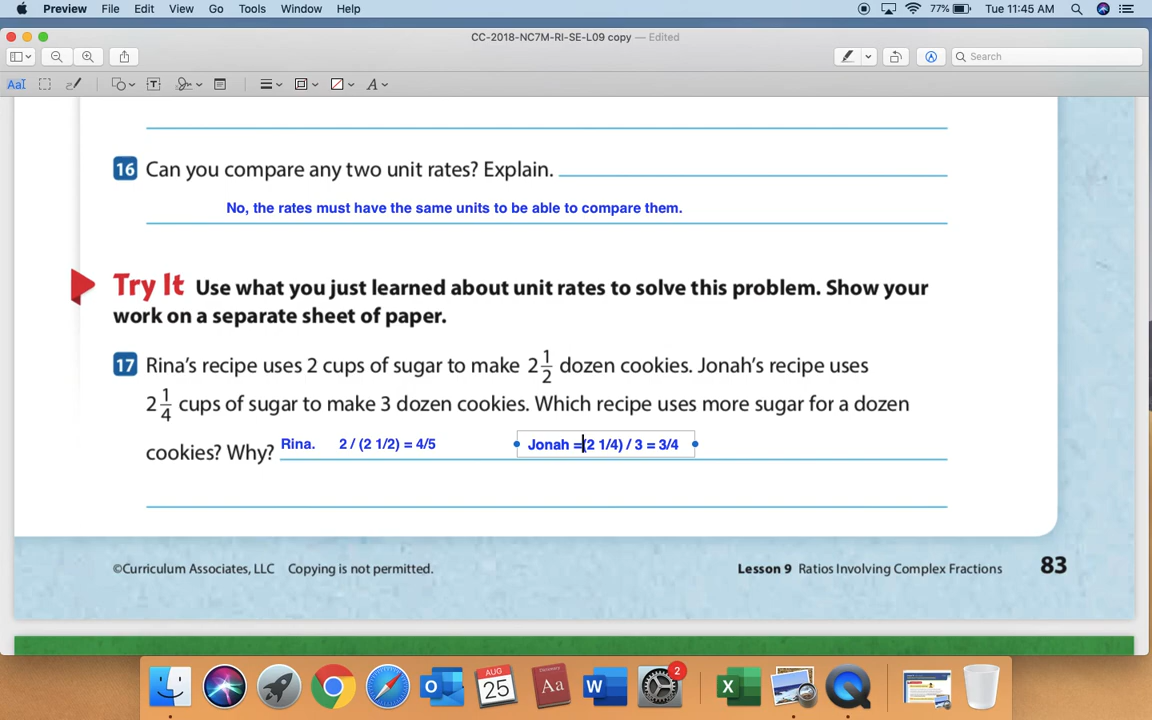 Preview File Edit View Go Tools Window Help 77% Tue 11:45 AM
CC-2018-NC7M-RI-SE-L09 copy — Edited
Search
AaI T A
16 Can you compare any two unit rates? Explain.
No, the rates must have the same units to be able to compare them.
Try It Use what you just learned about unit rates to solve this problem. Show your
work on a separate sheet of paper.
17 Rina's recipe uses 2 cups of sugar to make 2 1/2 dozen cookies. Jonah's recipe uses
2 1/4 cups of sugar to make 3 dozen cookies. Which recipe uses more sugar for a dozen
cookies? Why? Rina. 2 / (2 1/2) = 4/5 Jonah =(2 1/4) / 3 = 3/4
©Curriculum Associates, LLC Copying is not permitted. Lesson 9 Ratios Involving Complex Fractions 83
AUG
25 Aa W 2 X